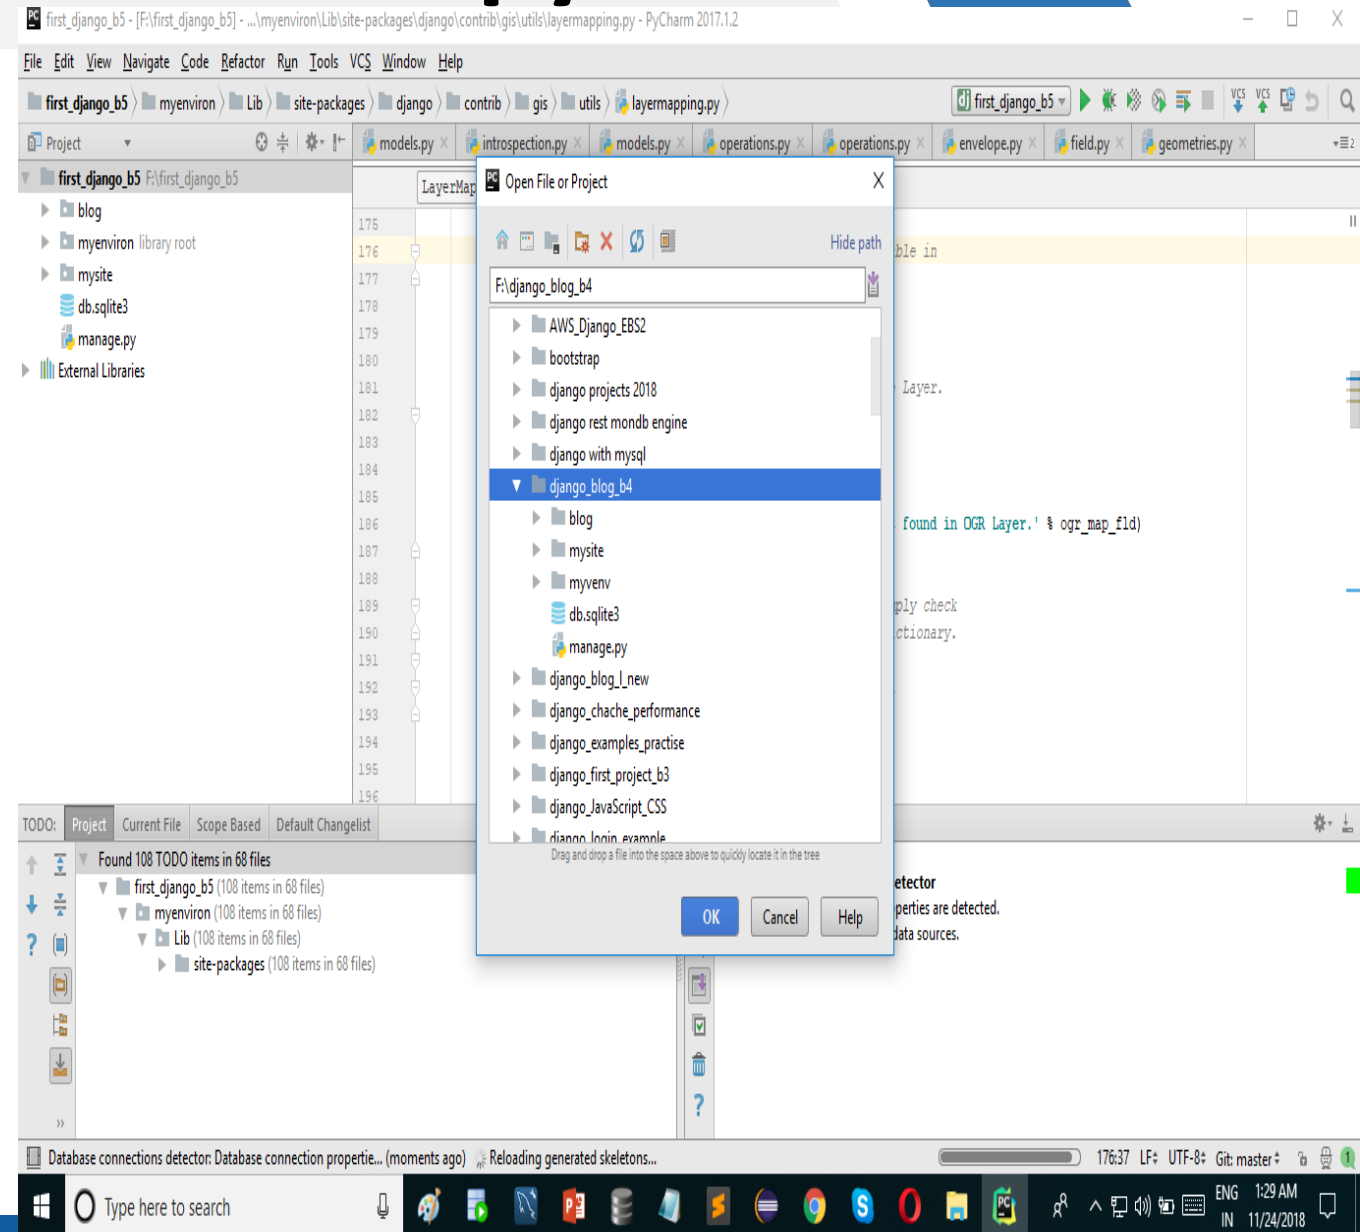 first_django_b5 - [F:\first_django_b5] - ...\myenviron\Lib\site-packages\django\contrib\gis\utils\layermapping.py - PyCharm 2017.1.2
File Edit View Navigate Code Refactor Run Tools VCS Window Help
first_django_b5 myenviron Lib site-packages django contrib gis utils layermapping.py first_django_b5 VCS VCS
Project models.py introspection.py models.py operations.py operations.py envelope.py field.py geometries.py 2
first_django_b5 F:\first_django_b5
blog
myenviron library root
mysite
db.sqlite3
manage.py
External Libraries
LayerMap
175
176 ble in
177
178
179
180
181 Layer.
182
183
184
185
186 found in OGR Layer.' % ogr_map_fld)
187
188
189 ply check
190 ctionary.
191
192
193
194
195
196
Open File or Project
Hide path
F:\django_blog_b4
AWS_Django_EBS2
bootstrap
django projects 2018
django rest mondb engine
django with mysql
django_blog_b4
blog
mysite
myvenv
db.sqlite3
manage.py
django_blog_l_new
django_chache_performance
django_examples_practise
django_first_project_b3
django_JavaScript_CSS
django_login_example
Drag and drop a file into the space above to quickly locate it in the tree
OK Cancel Help
TODO: Project Current File Scope Based Default Changelist
Found 108 TODO items in 68 files
first_django_b5 (108 items in 68 files)
myenviron (108 items in 68 files)
Lib (108 items in 68 files)
site-packages (108 items in 68 files)
etector
perties are detected.
data sources.
Database connections detector: Database connection propertie... (moments ago) Reloading generated skeletons... 176:37 LF÷ UTF-8÷ Git: master÷ 1
Type here to search
ENG 1:29 AM
IN 11/24/2018